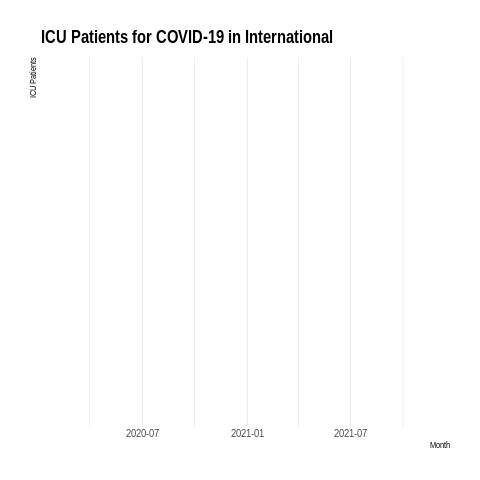 ICU Patients for COVID-19 in International
ICU Patients
2020-07
2021-01
2021-07
Month